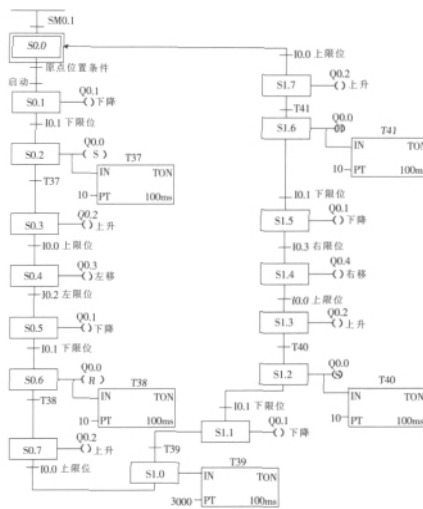 SM0.1
S0.0
原点位置条件
启动
S0.1
Q0.1
下降
I0.1 下限位
S0.2
Q0.0
( S )
T37
IN TON
10 PT 100ms
T37
S0.3
Q0.2
上升
I0.0 上限位
S0.4
Q0.3
左移
I0.2 左限位
S0.5
Q0.1
下降
I0.1 下限位
S0.6
Q0.0
( R )
T38
IN TON
10 PT 100ms
T38
S0.7
Q0.2
上升
I0.0 上限位
S1.0
T39
IN TON
3000 PT 100ms
T39
S1.1
Q0.1
下降
I0.1 下限位
S1.2
Q0.0
T40
IN TON
10 PT 100ms
T40
S1.3
Q0.2
上升
I0.0 上限位
S1.4
Q0.4
右移
I0.3 右限位
S1.5
Q0.1
下降
I0.1 下限位
S1.6
Q0.0
T41
IN TON
10 PT 100ms
T41
S1.7
Q0.2
上升
I0.0 上限位